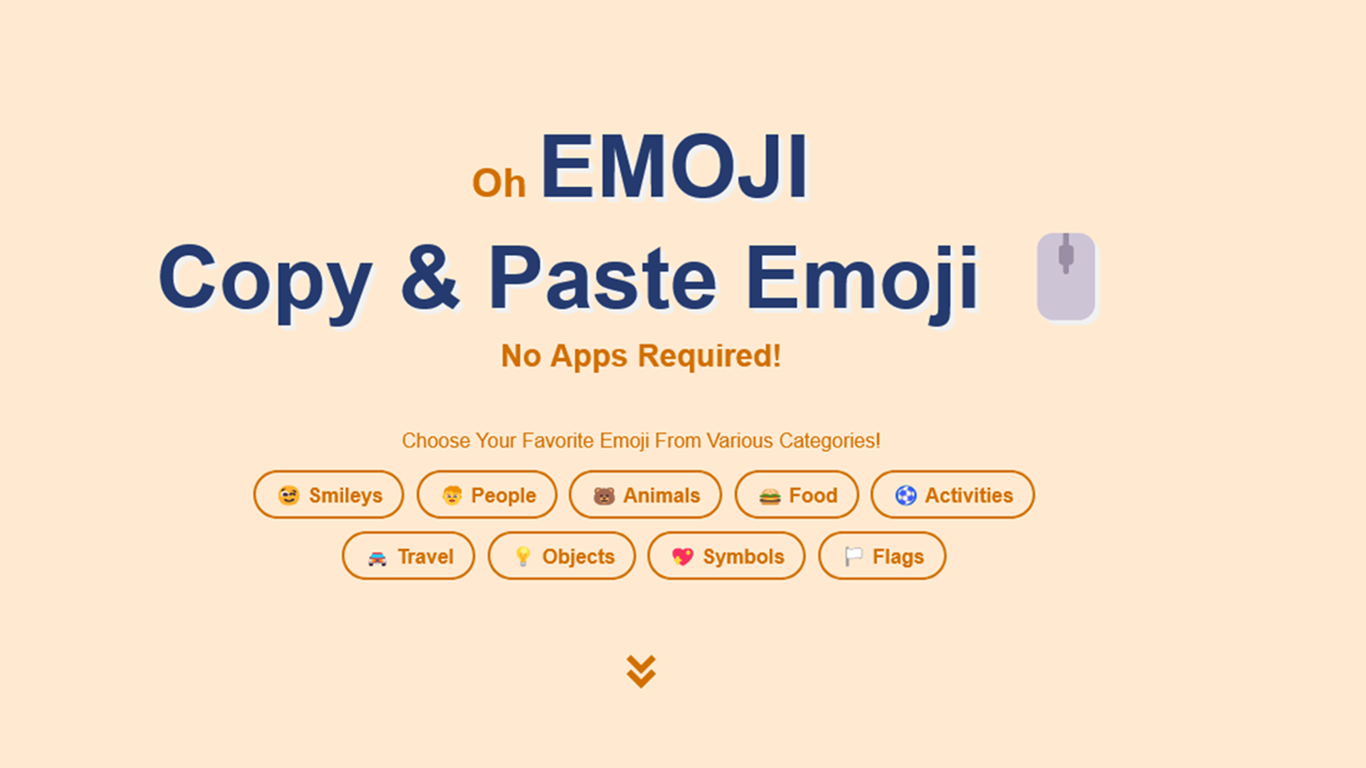 Oh EMOJI
Copy & Paste Emoji
No Apps Required!
Choose Your Favorite Emoji From Various Categories!
Smileys People Animals Food Activities
Travel Objects Symbols Flags